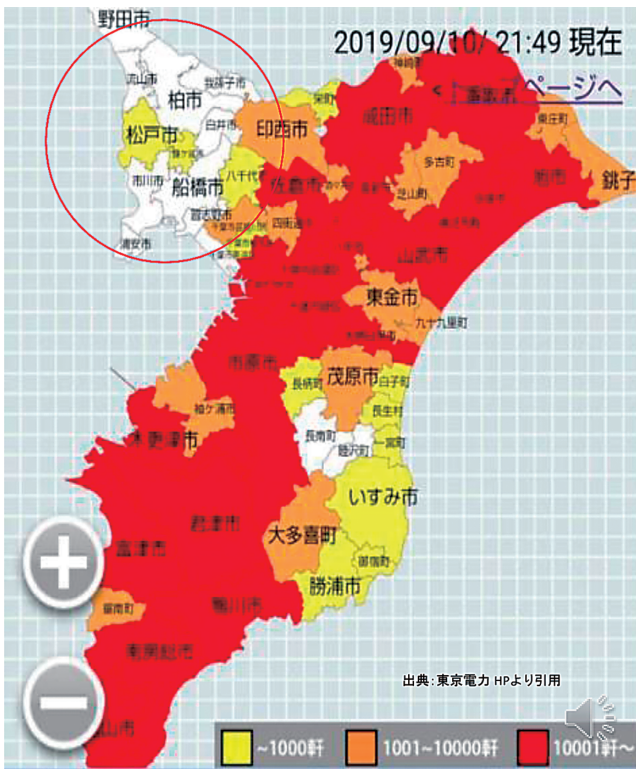 野田市
2019/09/10/ 21:49 現在
神崎町
<
ページへ
流山市
我孫子市
柏市
栄町
成田市
香取市
松戸市
白井市
印西市
東庄町
鎌ケ谷市
多古町
旭市
銚子
市川市
船橋市
八千代
佐倉市
芝山町
習志野市
四街道
浦安市
山武市
東金市
九十九里町
市原市
長柄町
茂原市
白子町
袖ケ浦市
長生村
木更津市
長南町
睦沢町
一宮町
いすみ市
君津市
大多喜町
富津市
御宿町
勝浦市
鋸南町
鴨川市
南房総市
出典：東京電力 HPより引用
館山市
~1000軒
1001~10000軒
10001軒~